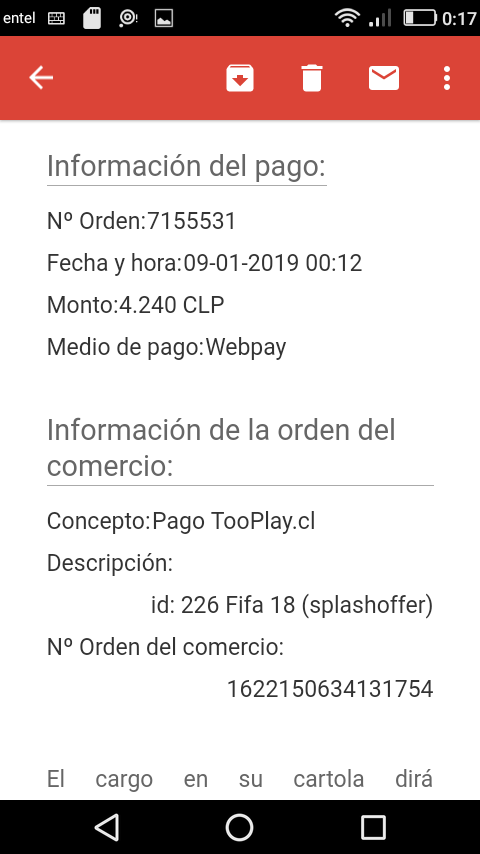 entel 0:17
Información del pago:
Nº Orden:7155531
Fecha y hora:09-01-2019 00:12
Monto:4.240 CLP
Medio de pago:Webpay
Información de la orden del
comercio:
Concepto:Pago TooPlay.cl
Descripción:
id: 226 Fifa 18 (splashoffer)
Nº Orden del comercio:
1622150634131754
El cargo en su cartola dirá